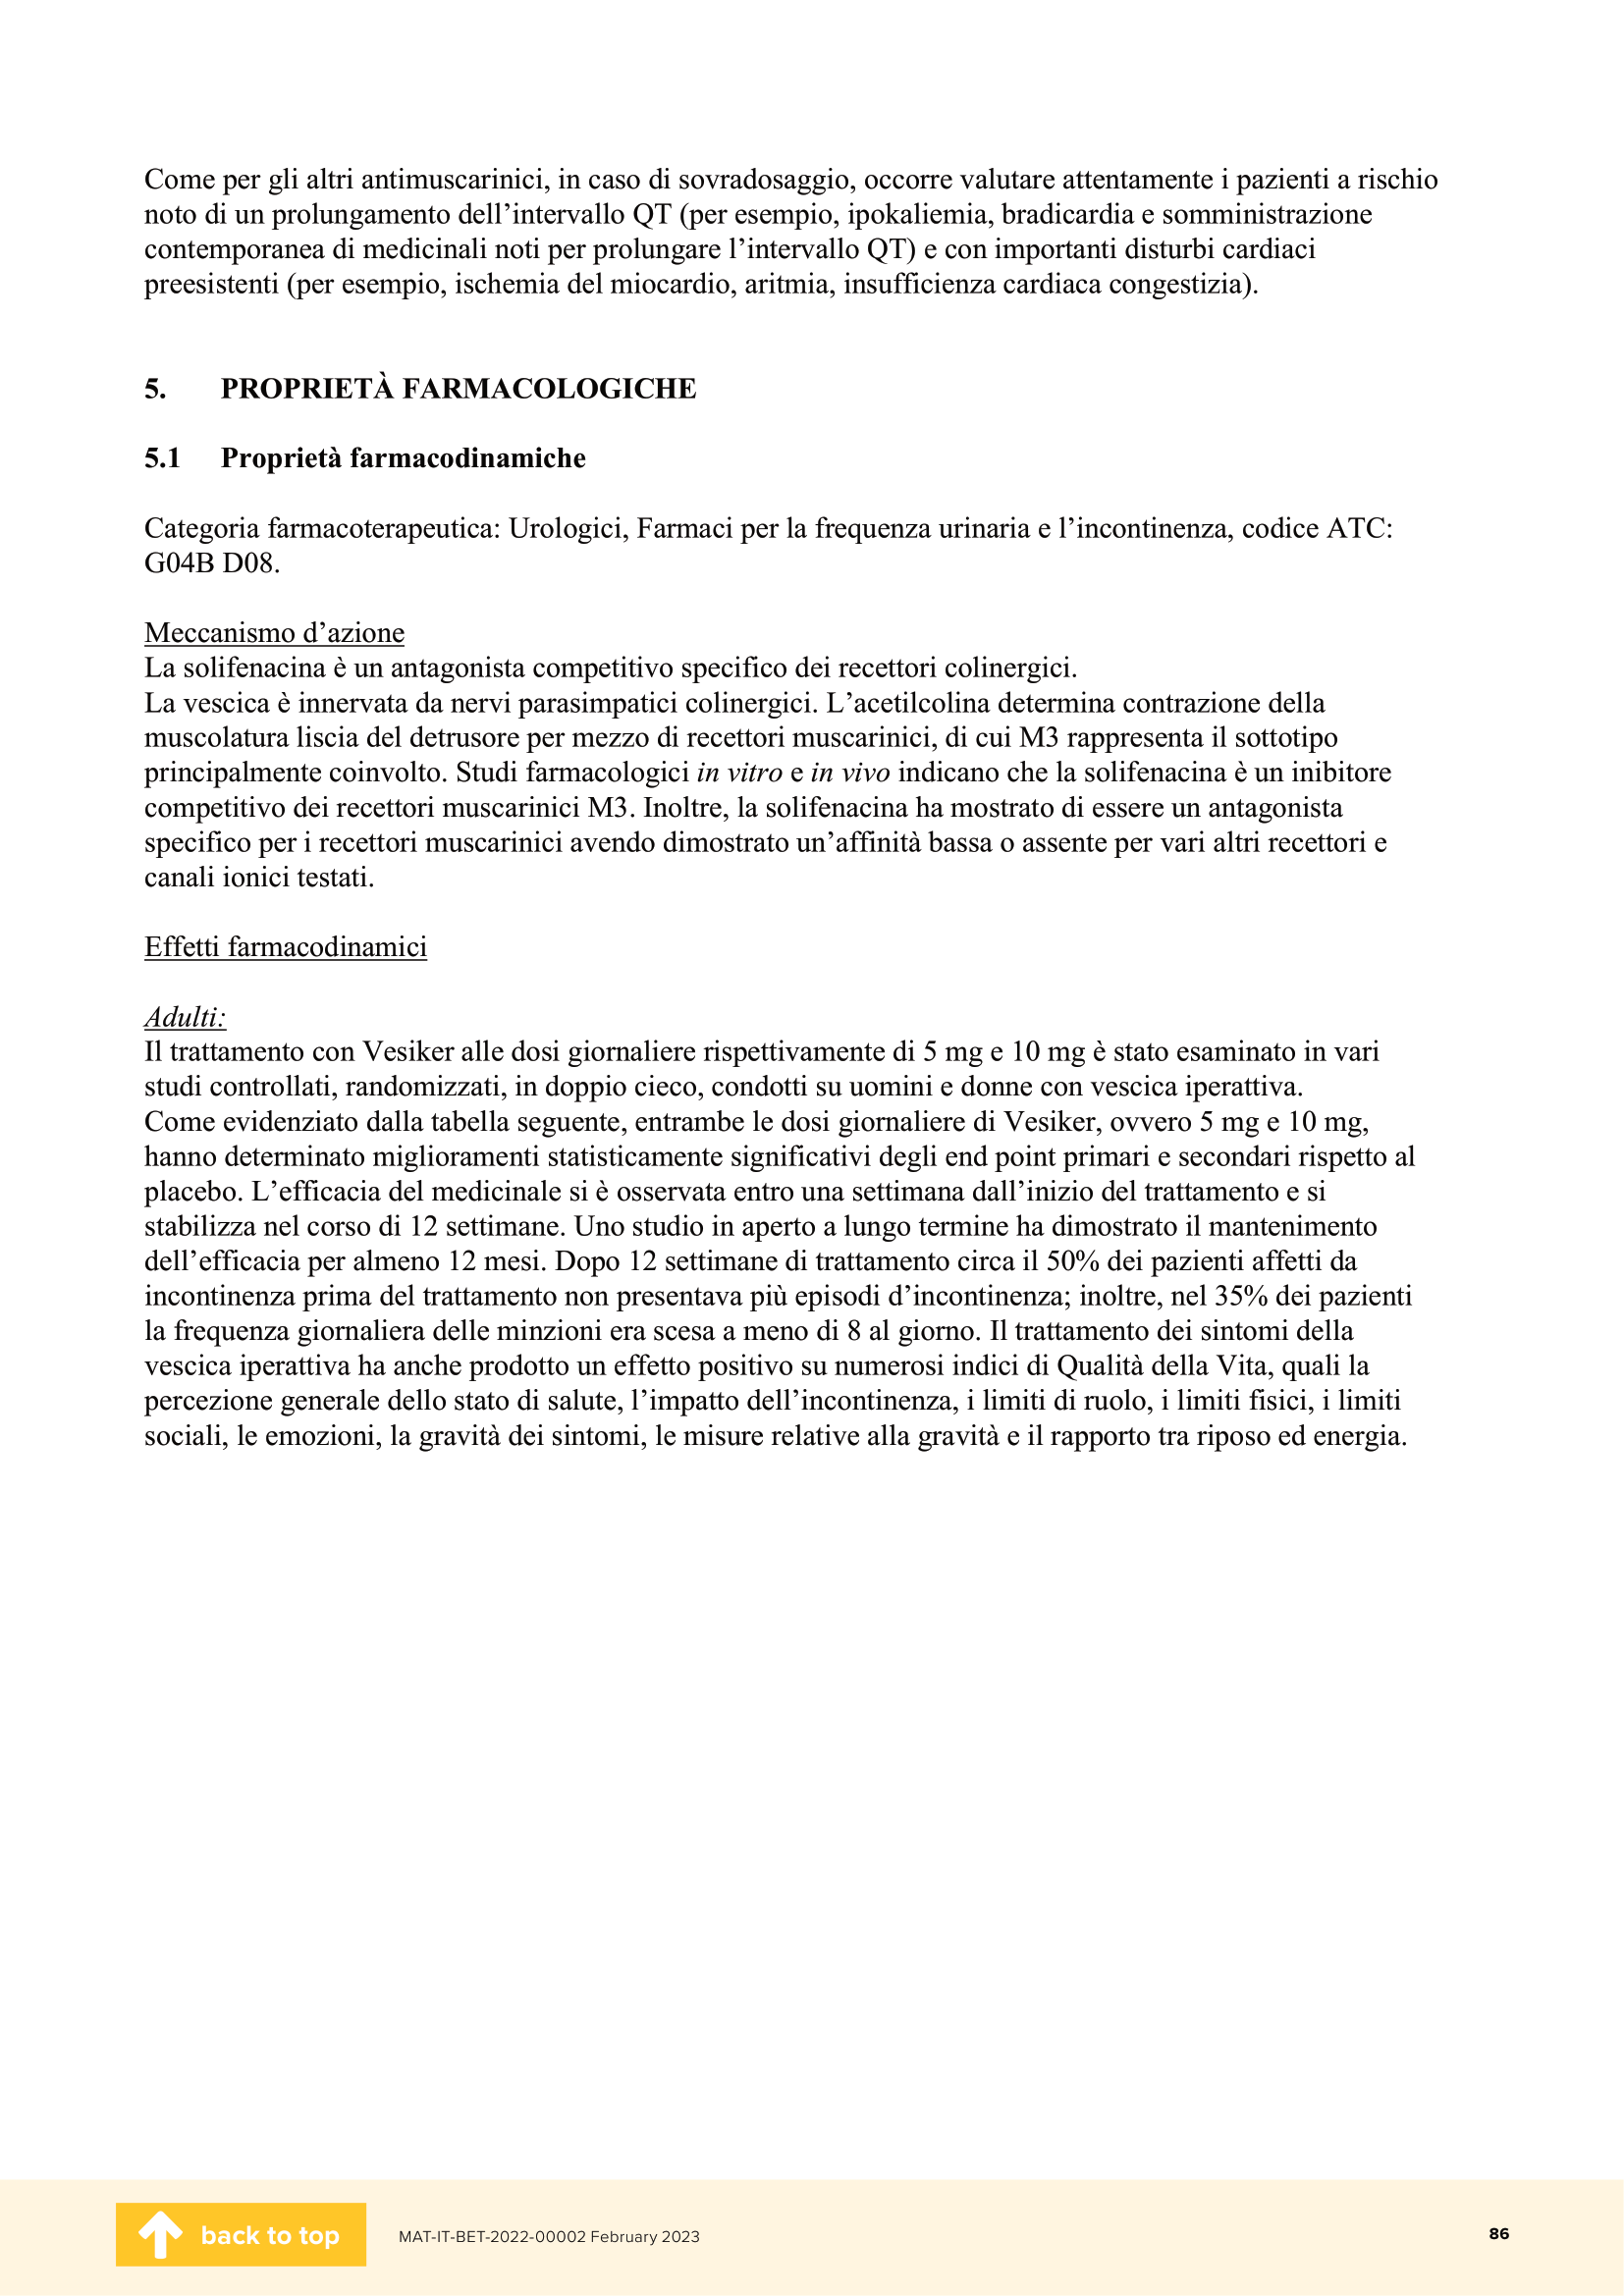 Come per gli altri antimuscarinici, in caso di sovradosaggio, occorre valutare attentamente i pazienti a rischio
noto di un prolungamento dell’intervallo QT (per esempio, ipokaliemia, bradicardia e somministrazione
contemporanea di medicinali noti per prolungare l’intervallo QT) e con importanti disturbi cardiaci
preesistenti (per esempio, ischemia del miocardio, aritmia, insufficienza cardiaca congestizia).
5. PROPRIETÀ FARMACOLOGICHE
5.1 Proprietà farmacodinamiche
Categoria farmacoterapeutica: Urologici, Farmaci per la frequenza urinaria e l’incontinenza, codice ATC:
G04B D08.
Meccanismo d’azione
La solifenacina è un antagonista competitivo specifico dei recettori colinergici.
La vescica è innervata da nervi parasimpatici colinergici. L’acetilcolina determina contrazione della
muscolatura liscia del detrusore per mezzo di recettori muscarinici, di cui M3 rappresenta il sottotipo
principalmente coinvolto. Studi farmacologici in vitro e in vivo indicano che la solifenacina è un inibitore
competitivo dei recettori muscarinici M3. Inoltre, la solifenacina ha mostrato di essere un antagonista
specifico per i recettori muscarinici avendo dimostrato un’affinità bassa o assente per vari altri recettori e
canali ionici testati.
Effetti farmacodinamici
Adulti:
Il trattamento con Vesiker alle dosi giornaliere rispettivamente di 5 mg e 10 mg è stato esaminato in vari
studi controllati, randomizzati, in doppio cieco, condotti su uomini e donne con vescica iperattiva.
Come evidenziato dalla tabella seguente, entrambe le dosi giornaliere di Vesiker, ovvero 5 mg e 10 mg,
hanno determinato miglioramenti statisticamente significativi degli end point primari e secondari rispetto al
placebo. L’efficacia del medicinale si è osservata entro una settimana dall’inizio del trattamento e si
stabilizza nel corso di 12 settimane. Uno studio in aperto a lungo termine ha dimostrato il mantenimento
dell’efficacia per almeno 12 mesi. Dopo 12 settimane di trattamento circa il 50% dei pazienti affetti da
incontinenza prima del trattamento non presentava più episodi d’incontinenza; inoltre, nel 35% dei pazienti
la frequenza giornaliera delle minzioni era scesa a meno di 8 al giorno. Il trattamento dei sintomi della
vescica iperattiva ha anche prodotto un effetto positivo su numerosi indici di Qualità della Vita, quali la
percezione generale dello stato di salute, l’impatto dell’incontinenza, i limiti di ruolo, i limiti fisici, i limiti
sociali, le emozioni, la gravità dei sintomi, le misure relative alla gravità e il rapporto tra riposo ed energia.
back to top
MAT-IT-BET-2022-00002 February 2023
86